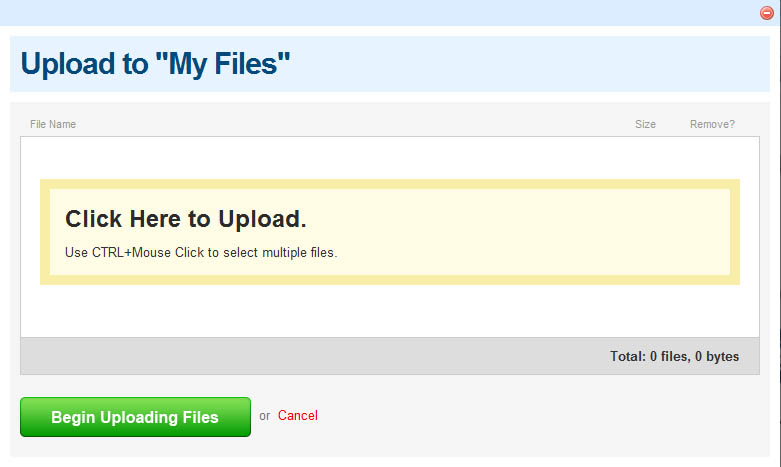 Upload to "My Files"
File Name Size Remove?
Click Here to Upload.
Use CTRL+Mouse Click to select multiple files.
Total: 0 files, 0 bytes
Begin Uploading Files or Cancel